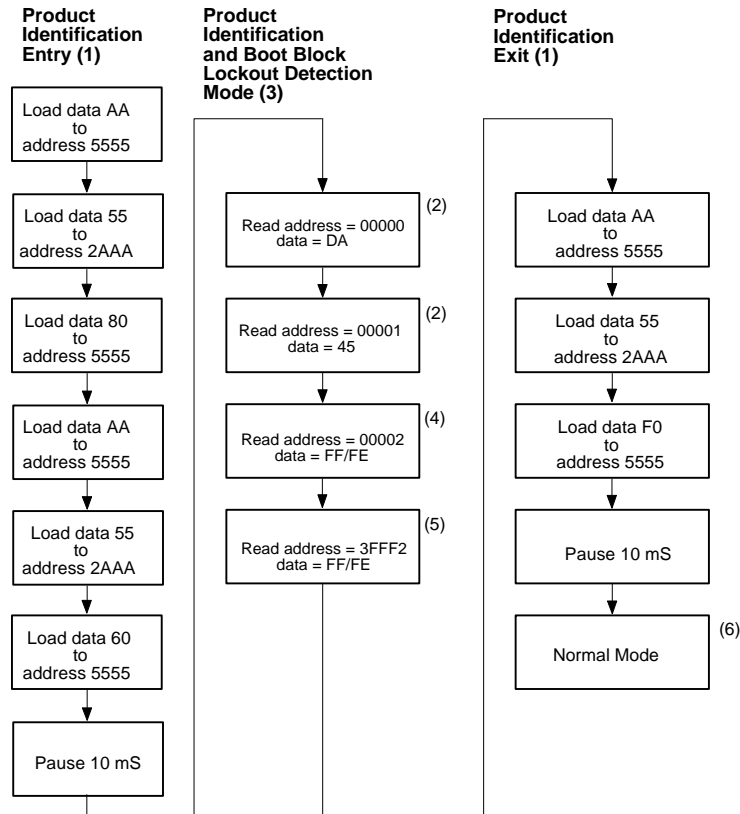 Product
Identification
Entry (1)
Load data AA
to
address 5555
Load data 55
to
address 2AAA
Load data 80
to
address 5555
Load data AA
to
address 5555
Load data 55
to
address 2AAA
Load data 60
to
address 5555
Pause 10 mS
Product
Identification
and Boot Block
Lockout Detection
Mode (3)
(2)
Read address = 00000
data = DA
(2)
Read address = 00001
data = 45
(4)
Read address = 00002
data = FF/FE
(5)
Read address = 3FFF2
data = FF/FE
Product
Identification
Exit (1)
Load data AA
to
address 5555
Load data 55
to
address 2AAA
Load data F0
to
address 5555
Pause 10 mS
(6)
Normal Mode